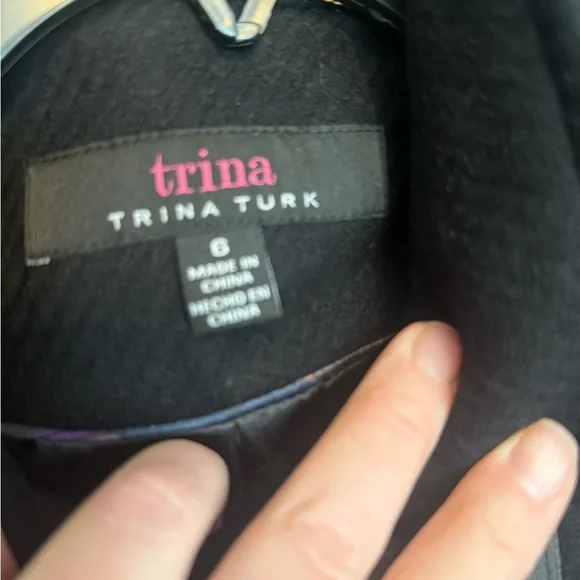 trina
TRINA TURK
6
MADE IN
CHINA
HECHO EN
CHINA